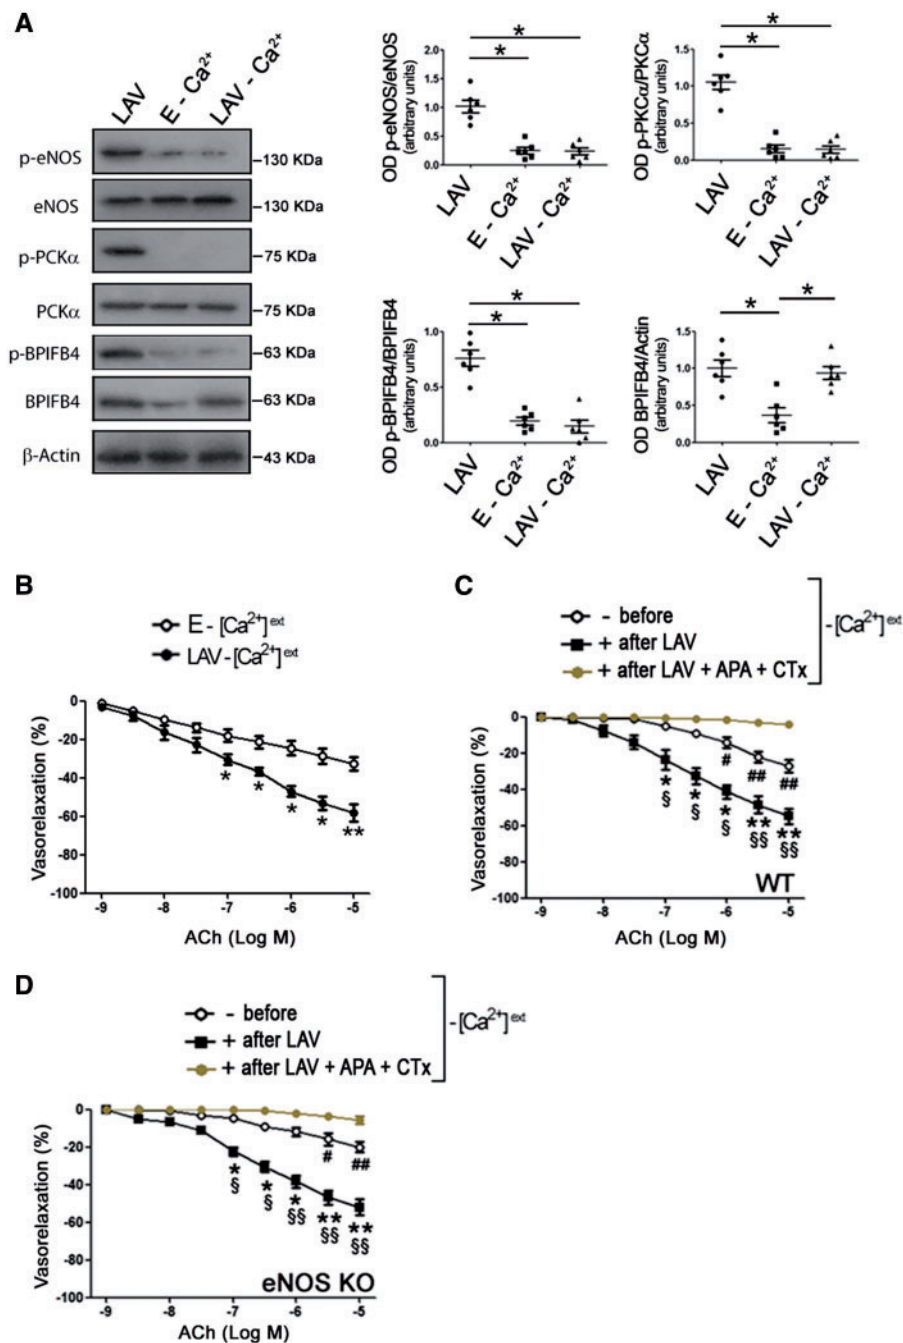 A
LAV
E - Ca²⁺
LAV - Ca²⁺
p-eNOS
–130 KDa
eNOS
–130 KDa
p-PCKα
–75 KDa
PCKα
–75 KDa
p-BPIFB4
–63 KDa
BPIFB4
–63 KDa
β-Actin
–43 KDa
OD p-eNOS/eNOS
(arbitrary units)
2.0
1.5
1.0
0.5
0.0
*
*
LAV
E - Ca²⁺
LAV - Ca²⁺
OD p-PKCα/PKCα
(arbitrary units)
1.5
1.0
0.5
0.0
*
*
LAV
E - Ca²⁺
LAV - Ca²⁺
OD p-BPIFB4/BPIFB4
(arbitrary units)
1.0
0.5
0.0
*
*
LAV
E - Ca²⁺
LAV - Ca²⁺
OD BPIFB4/Actin
(arbitrary units)
1.5
1.0
0.5
0.0
*
*
LAV
E - Ca²⁺
LAV - Ca²⁺
B
E - [Ca²⁺]ᵉˣᵗ
LAV - [Ca²⁺]ᵉˣᵗ
Vasorelaxation (%)
0
-20
-40
-60
-80
-100
* * * * **
-9 -8 -7 -6 -5
ACh (Log M)
C
- before
+ after LAV
+ after LAV + APA + CTx
-[Ca²⁺]ᵉˣᵗ
Vasorelaxation (%)
0
-20
-40
-60
-80
-100
# ## ##
* * * ** **
§ § § §§ §§
WT
-9 -8 -7 -6 -5
ACh (Log M)
D
- before
+ after LAV
+ after LAV + APA + CTx
-[Ca²⁺]ᵉˣᵗ
Vasorelaxation (%)
0
-20
-40
-60
-80
-100
# ##
* * * ** **
§ § §§ §§ §§
eNOS KO
-9 -8 -7 -6 -5
ACh (Log M)